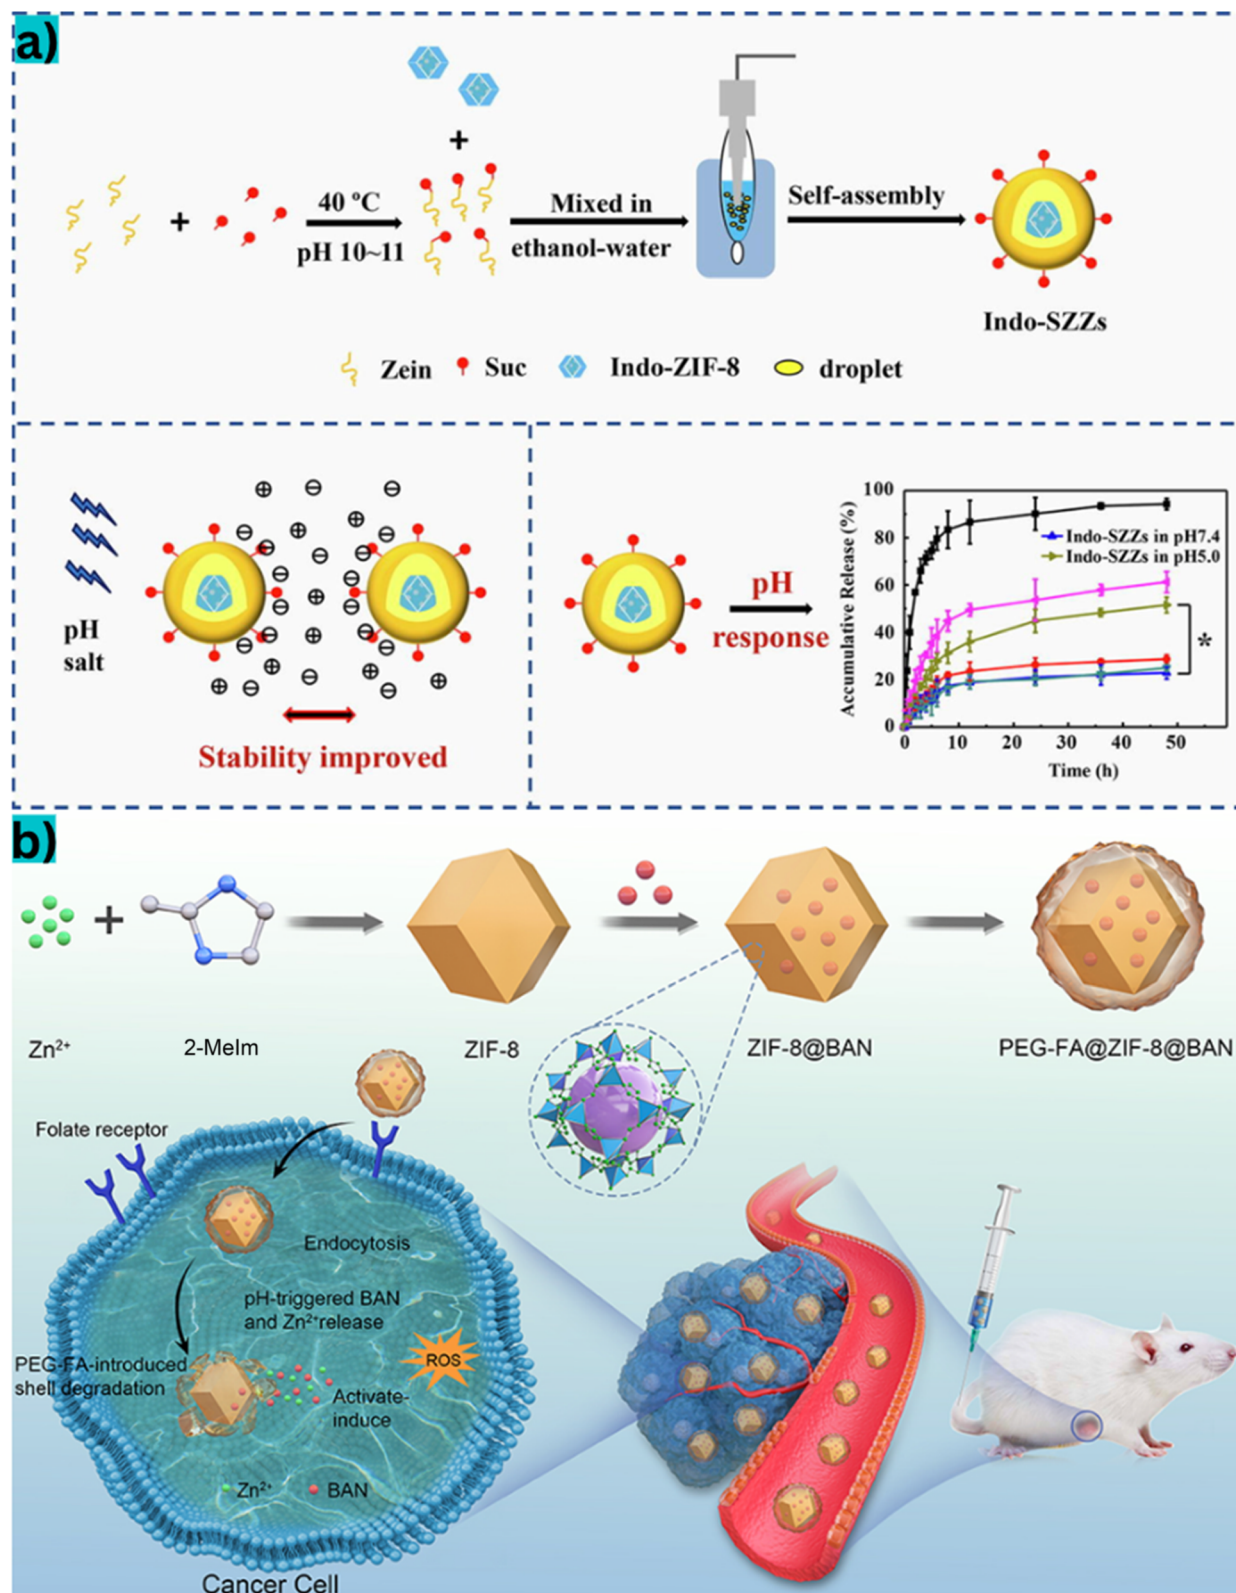 a)
+
+
40 ºC
pH 10~11
Mixed in
ethanol-water
Self-assembly
Indo-SZZs
Zein
Suc
Indo-ZIF-8
droplet
pH
salt
Stability improved
pH
response
Accumulative Release (%)
100
80
60
40
20
0
Indo-SZZs in pH7.4
Indo-SZZs in pH5.0
*
0
10
20
30
40
50
Time (h)
b)
+
Zn²⁺
2-MeIm
ZIF-8
ZIF-8@BAN
PEG-FA@ZIF-8@BAN
Folate receptor
Endocytosis
pH-triggered BAN
and Zn²⁺release
PEG-FA-introduced
shell degradation
ROS
Activate-
induce
Zn²⁺
BAN
Cancer Cell